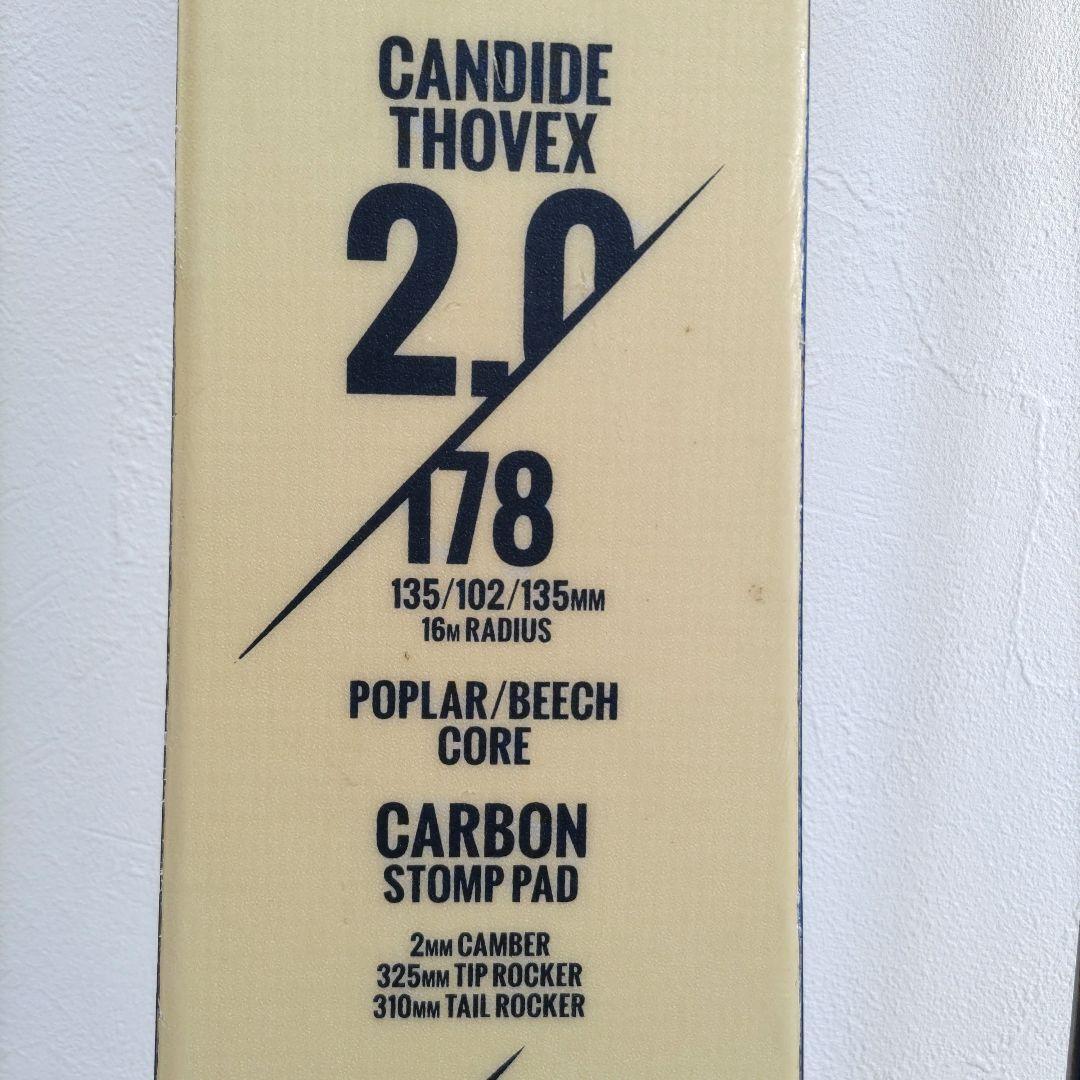 CANDIDE
THOVEX
2.0
178
135/102/135MM
16M RADIUS
POPLAR/BEECH
CORE
CARBON
STOMP PAD
2MM CAMBER
325MM TIP ROCKER
310MM TAIL ROCKER